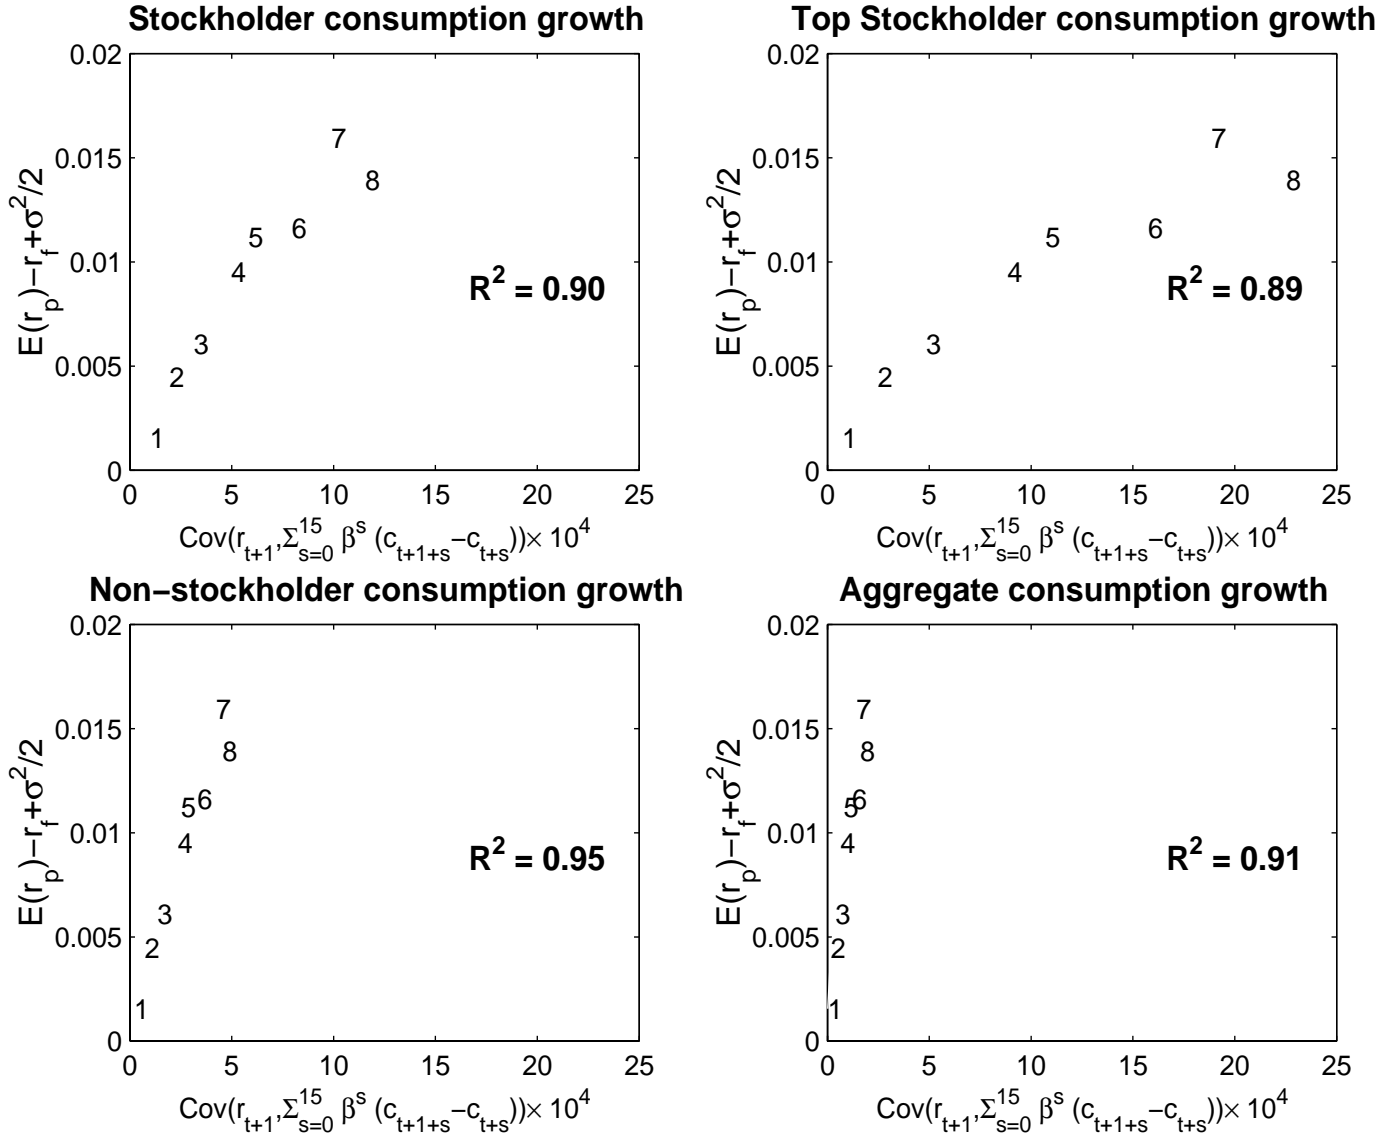 Stockholder consumption growth
0.02
0.015
0.01
0.005
0
E(r_p)−r_f+σ^2/2
7
8
6
5
4
3
2
1
R^2 = 0.90
0 5 10 15 20 25
Cov(r_{t+1},Σ_{s=0}^{15} β^s (c_{t+1+s}−c_{t+s}))× 10^4
Top Stockholder consumption growth
0.02
0.015
0.01
0.005
0
E(r_p)−r_f+σ^2/2
7
8
6
5
4
3
2
1
R^2 = 0.89
0 5 10 15 20 25
Cov(r_{t+1},Σ_{s=0}^{15} β^s (c_{t+1+s}−c_{t+s}))× 10^4
Non−stockholder consumption growth
0.02
0.015
0.01
0.005
0
E(r_p)−r_f+σ^2/2
7
8
6
5
4
3
2
1
R^2 = 0.95
0 5 10 15 20 25
Cov(r_{t+1},Σ_{s=0}^{15} β^s (c_{t+1+s}−c_{t+s}))× 10^4
Aggregate consumption growth
0.02
0.015
0.01
0.005
0
E(r_p)−r_f+σ^2/2
7
8
6
5
4
3
2
1
R^2 = 0.91
0 5 10 15 20 25
Cov(r_{t+1},Σ_{s=0}^{15} β^s (c_{t+1+s}−c_{t+s}))× 10^4